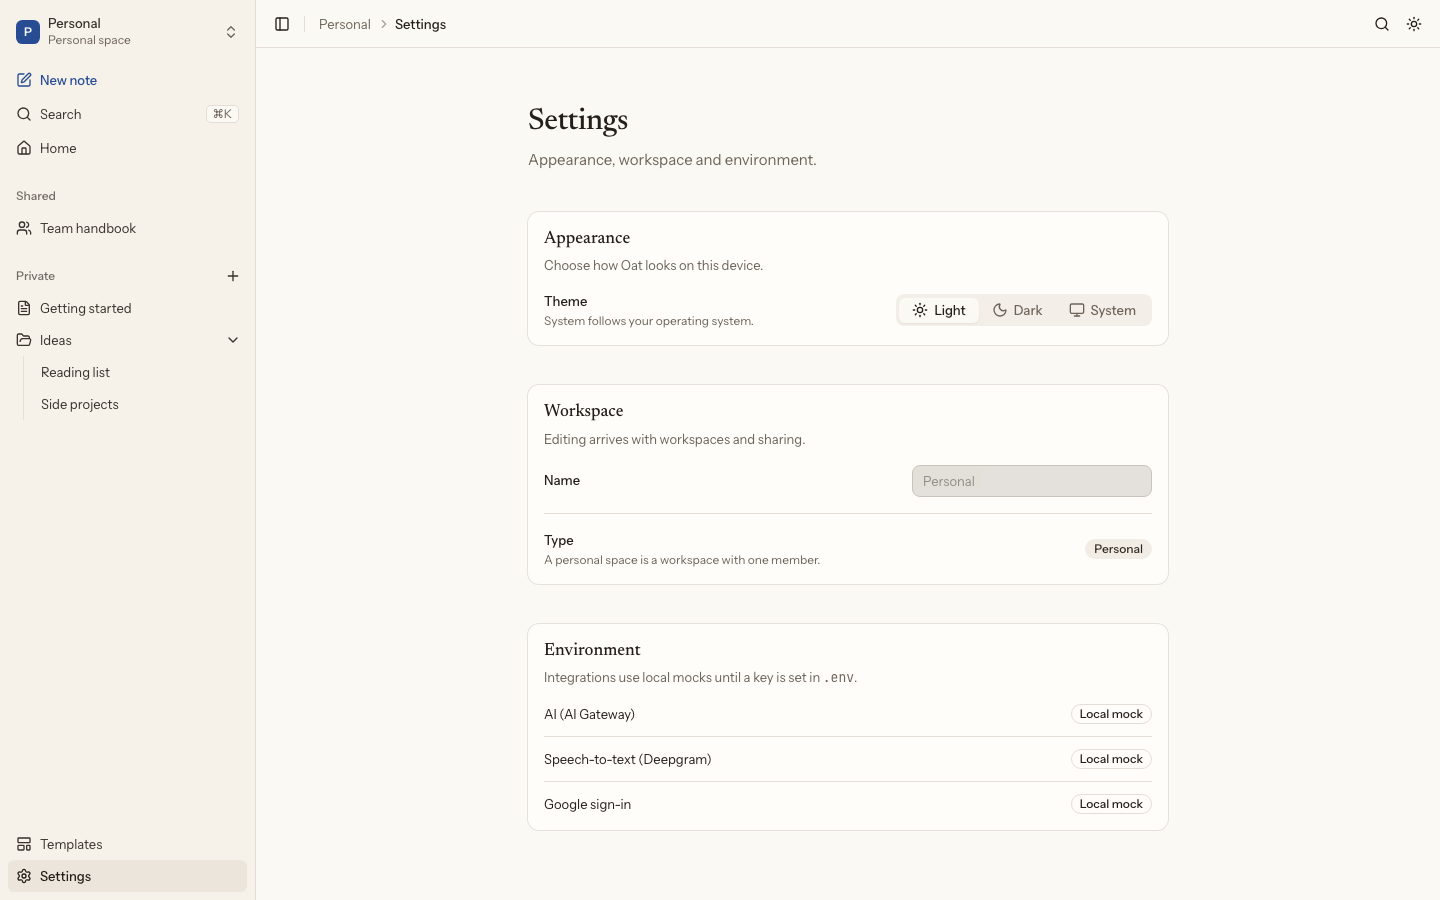 P
Personal
Personal space
New note
Search ⌘K
Home
Shared
Team handbook
Private
Getting started
Ideas
Reading list
Side projects
Templates
Settings
Personal Settings
Settings
Appearance, workspace and environment.
Appearance
Choose how Oat looks on this device.
Theme
System follows your operating system.
Light Dark System
Workspace
Editing arrives with workspaces and sharing.
Name Personal
Type
A personal space is a workspace with one member.
Personal
Environment
Integrations use local mocks until a key is set in .env.
AI (AI Gateway) Local mock
Speech-to-text (Deepgram) Local mock
Google sign-in Local mock